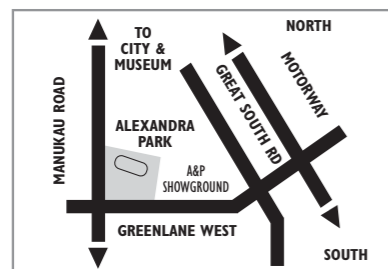 TO
CITY &
MUSEUM
NORTH
MOTORWAY
GREAT SOUTH RD
MANUKAU ROAD
ALEXANDRA
PARK
A&P
SHOWGROUND
GREENLANE WEST
SOUTH